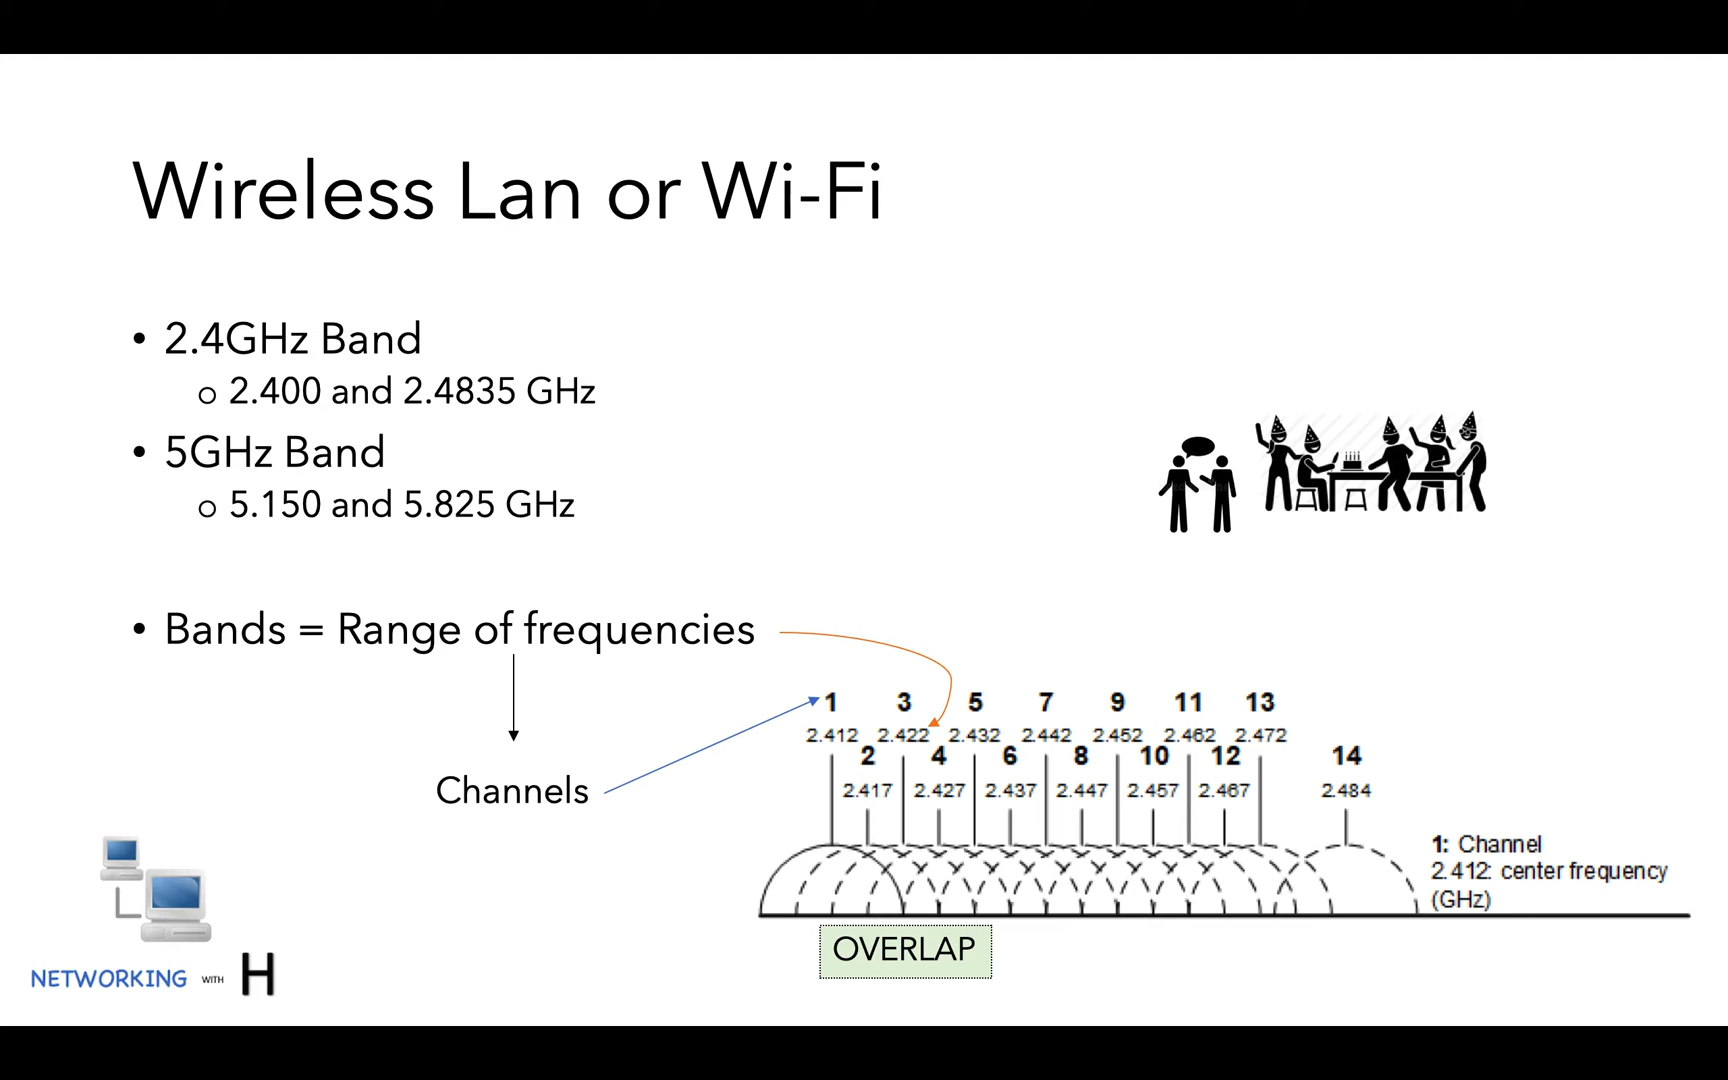 Wireless Lan or Wi-Fi
• 2.4GHz Band
o 2.400 and 2.4835 GHz
• 5GHz Band
o 5.150 and 5.825 GHz
• Bands = Range of frequencies
Channels
1 3 5 7 9 11 13
2.412 2.422 2.432 2.442 2.452 2.462 2.472
2 4 6 8 10 12 14
2.417 2.427 2.437 2.447 2.457 2.467 2.484
1: Channel
2.412: center frequency
(GHz)
OVERLAP
NETWORKING WITH H